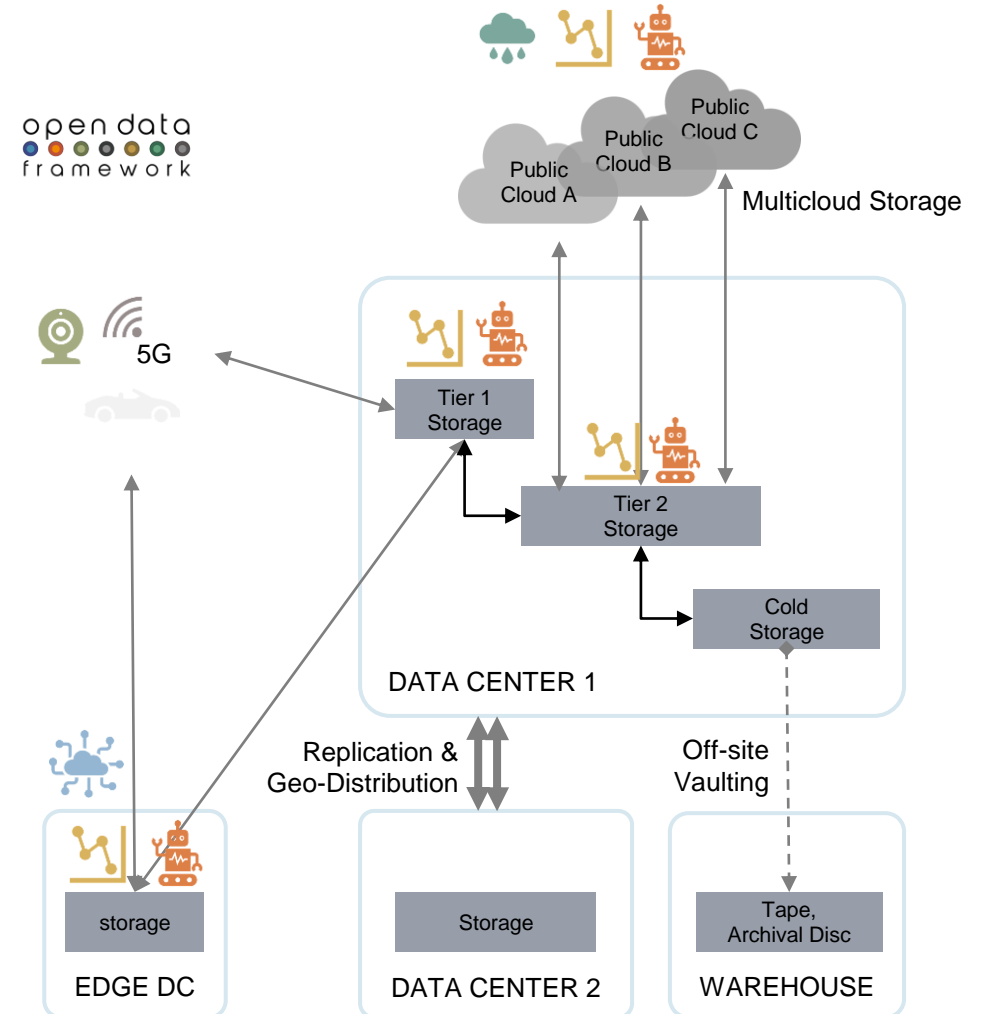 open data
framework
Public
Cloud A
Public
Cloud B
Public
Cloud C
Multicloud Storage
5G
Tier 1
Storage
Tier 2
Storage
Cold
Storage
DATA CENTER 1
Replication &
Geo-Distribution
Off-site
Vaulting
storage
EDGE DC
Storage
DATA CENTER 2
Tape,
Archival Disc
WAREHOUSE